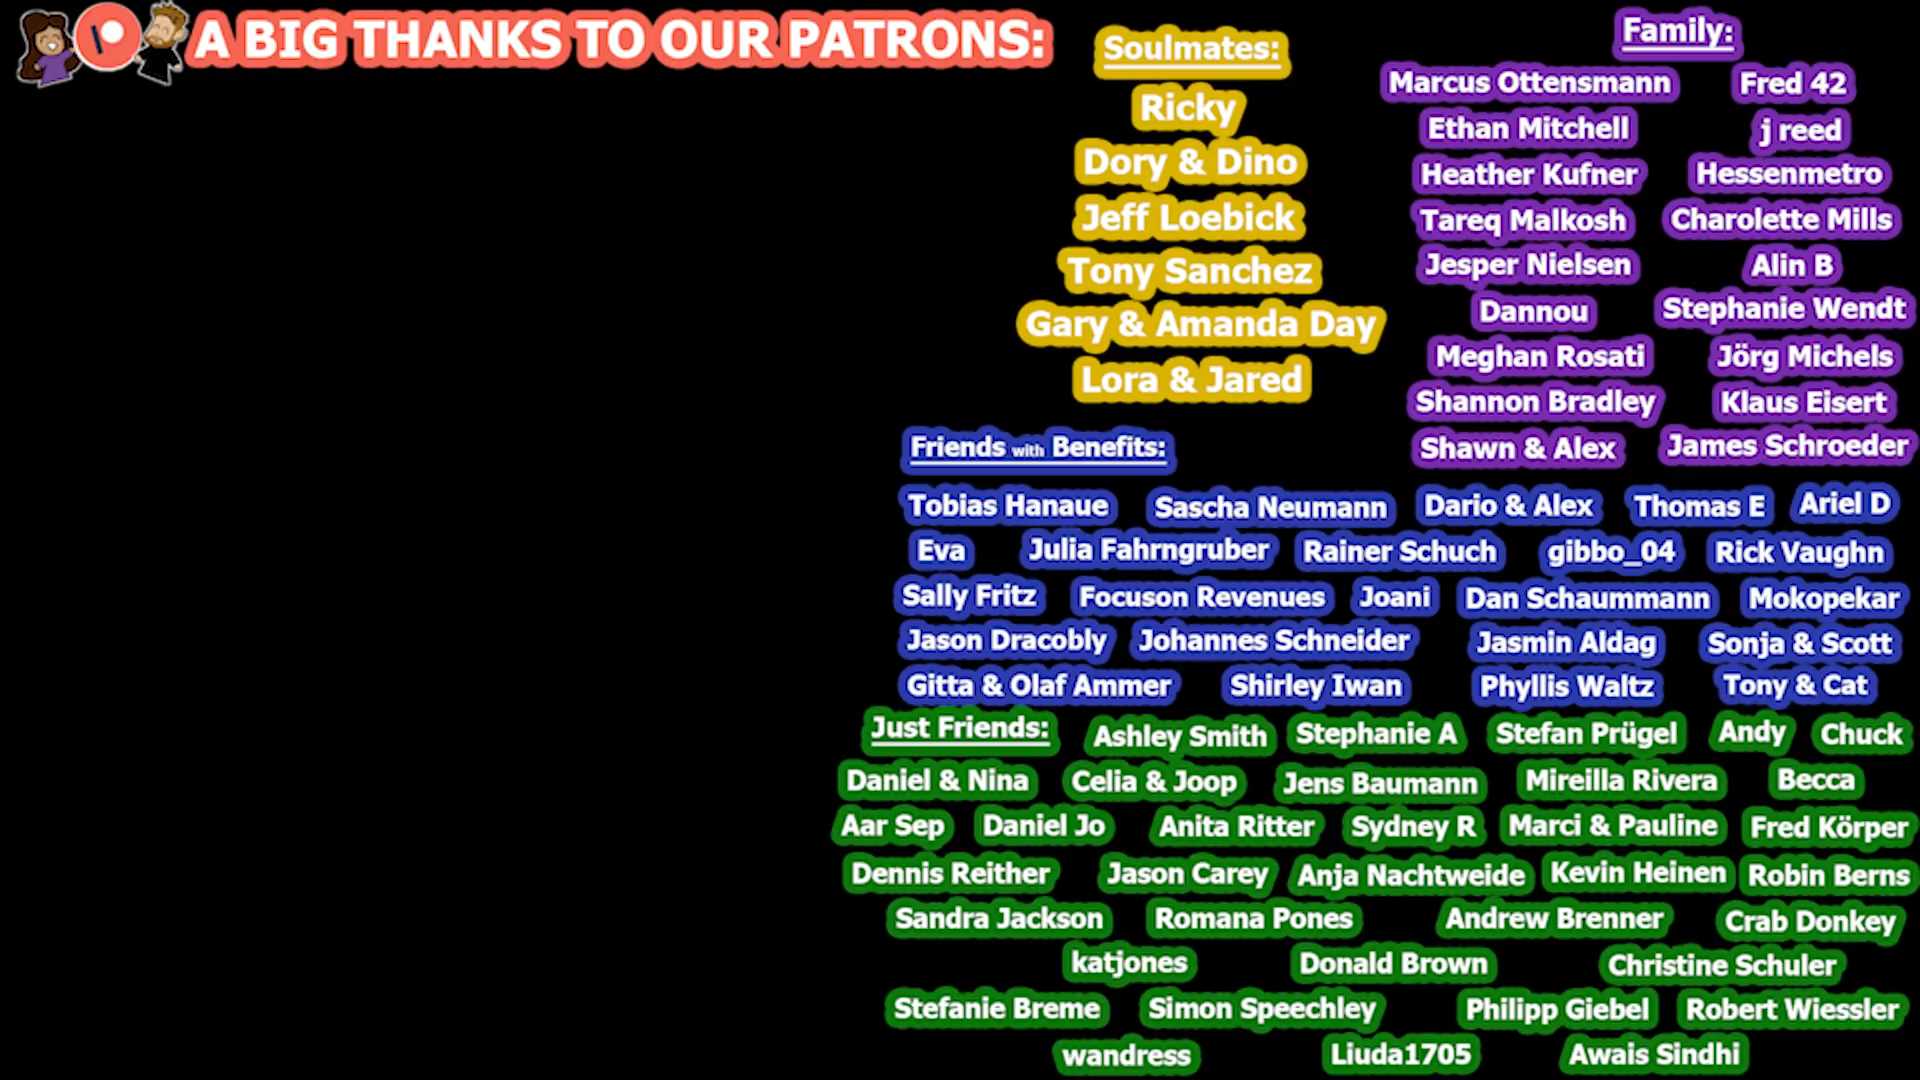 A BIG THANKS TO OUR PATRONS:
Soulmates:
Ricky
Dory & Dino
Jeff Loebick
Tony Sanchez
Gary & Amanda Day
Lora & Jared
Family:
Marcus Ottensmann Fred 42
Ethan Mitchell j reed
Heather Kufner Hessenmetro
Tareq Malkosh Charolette Mills
Jesper Nielsen Alin B
Dannou Stephanie Wendt
Meghan Rosati Jörg Michels
Shannon Bradley Klaus Eisert
Shawn & Alex James Schroeder
Friends with Benefits:
Tobias Hanaue Sascha Neumann Dario & Alex Thomas E Ariel D
Eva Julia Fahrngruber Rainer Schuch gibbo_04 Rick Vaughn
Sally Fritz Focuson Revenues Joani Dan Schaummann Mokopekar
Jason Dracobly Johannes Schneider Jasmin Aldag Sonja & Scott
Gitta & Olaf Ammer Shirley Iwan Phyllis Waltz Tony & Cat
Just Friends: Ashley Smith Stephanie A Stefan Prügel Andy Chuck
Daniel & Nina Celia & Joop Jens Baumann Mireilla Rivera Becca
Aar Sep Daniel Jo Anita Ritter Sydney R Marci & Pauline Fred Körper
Dennis Reither Jason Carey Anja Nachtweide Kevin Heinen Robin Berns
Sandra Jackson Romana Pones Andrew Brenner Crab Donkey
katjones Donald Brown Christine Schuler
Stefanie Breme Simon Speechley Philipp Giebel Robert Wiessler
wandress Liuda1705 Awais Sindhi